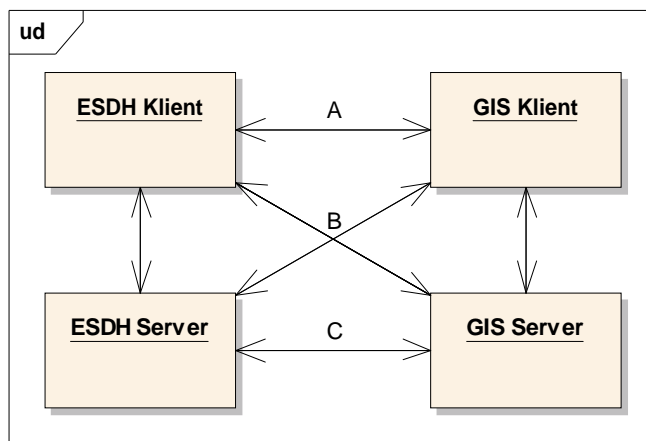 ud
ESDH Klient
A
GIS Klient
B
ESDH Server
C
GIS Server